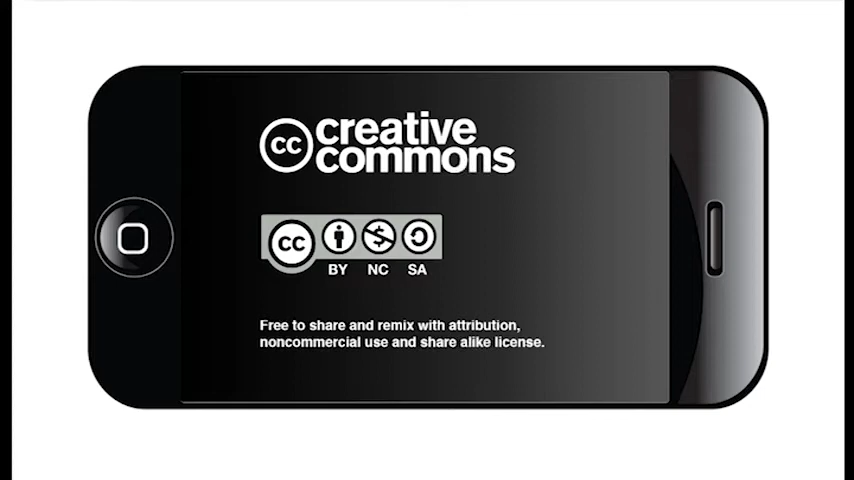 cc creative
commons
cc
BY NC SA
Free to share and remix with attribution,
noncommercial use and share alike license.